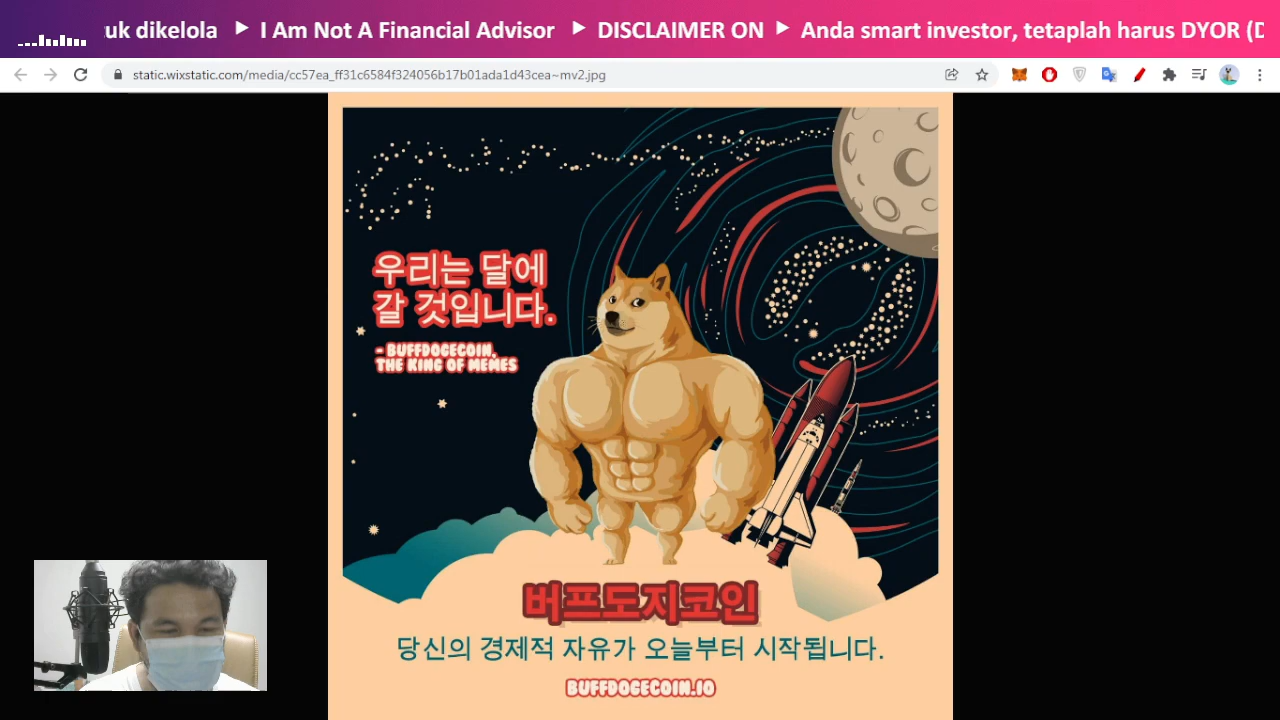 uk dikelola ▶ I Am Not A Financial Advisor ▶ DISCLAIMER ON ▶ Anda smart investor, tetaplah harus DYOR (D
static.wixstatic.com/media/cc57ea_ff31c6584f324056b17b01ada1d43cea~mv2.jpg
우리는 달에
갈 것입니다.
- BUFFDOGECOIN,
THE KING OF MEMES
버프도지코인
당신의 경제적 자유가 오늘부터 시작됩니다.
BUFFDOGECOIN.IO